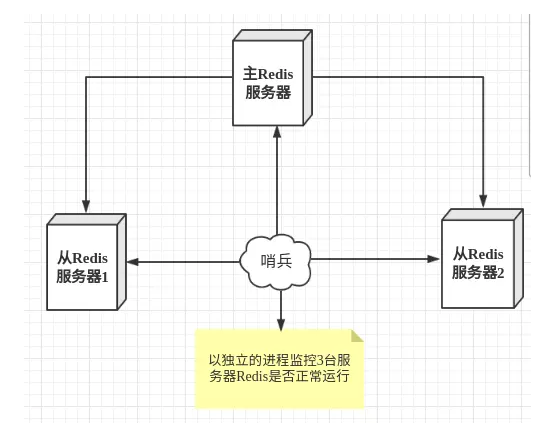 主Redis
服务器
从Redis
服务器1
哨兵
从Redis
服务器2
以独立的进程监控3台服
务器Redis是否正常运行